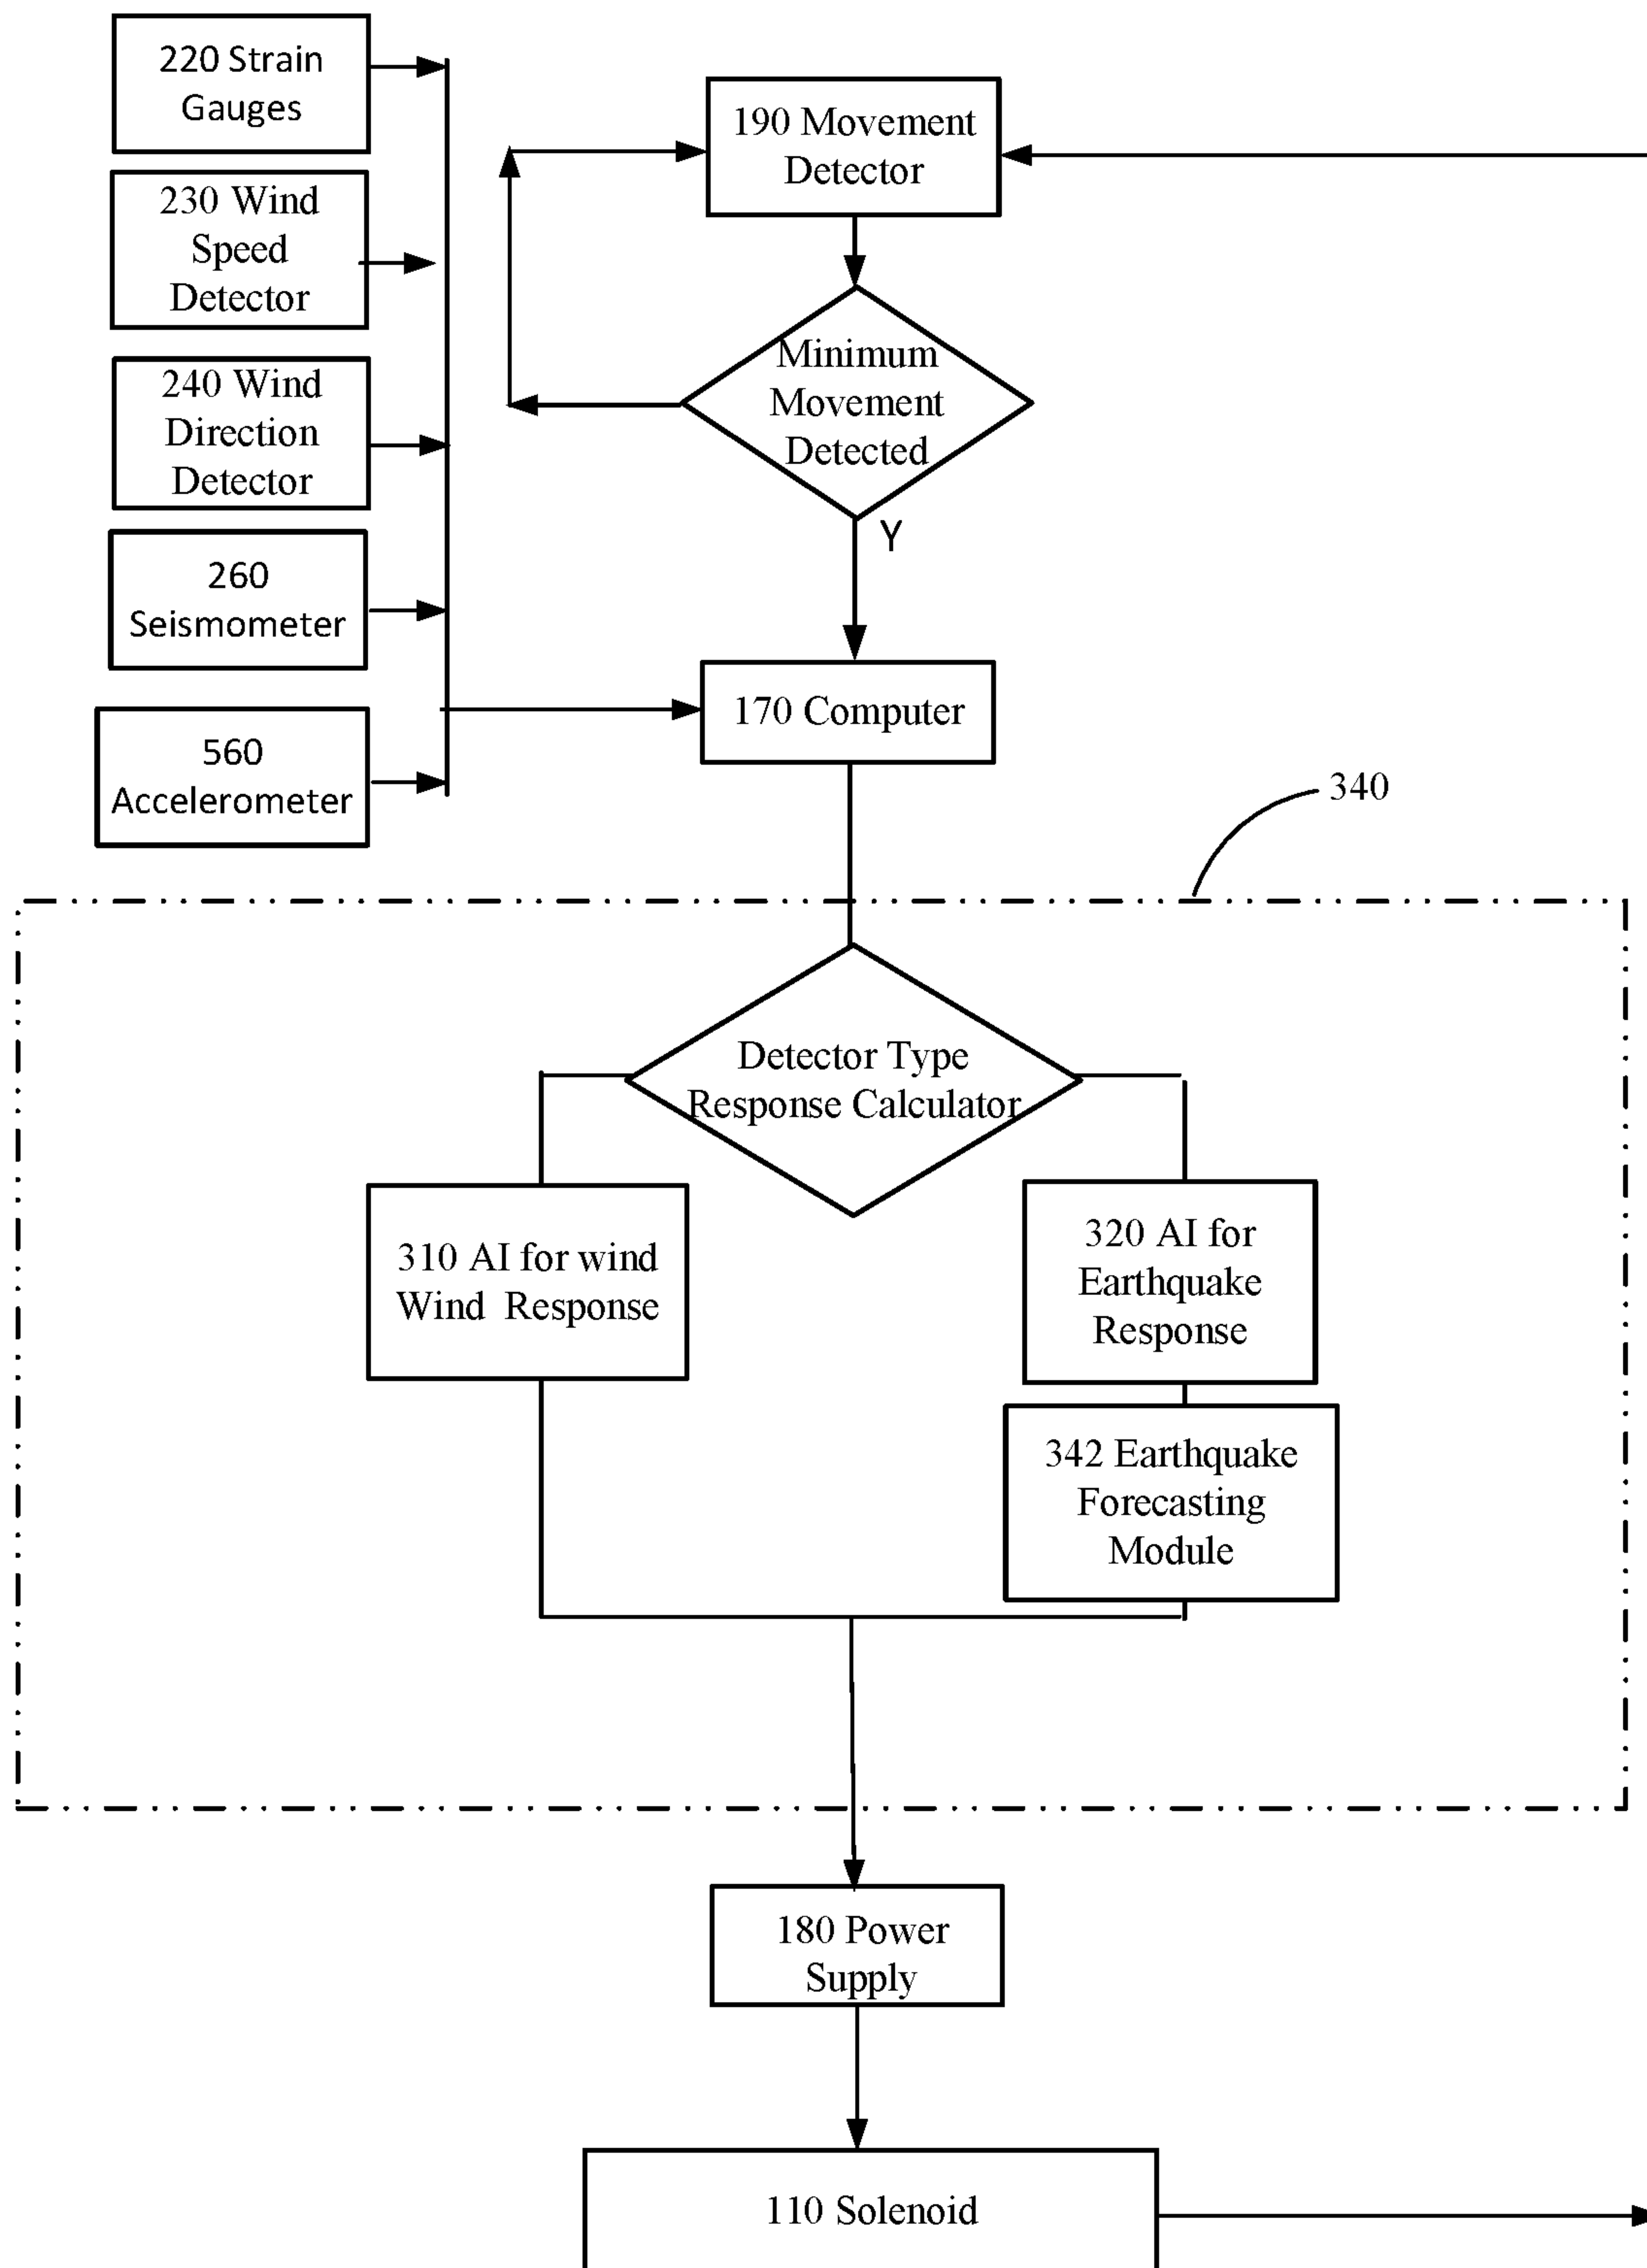 220 Strain
Gauges
230 Wind
Speed
Detector
240 Wind
Direction
Detector
260
Seismometer
560
Accelerometer
190 Movement
Detector
Minimum
Movement
Detected
Y
170 Computer
340
Detector Type
Response Calculator
310 AI for wind
Wind  Response
320 AI for
Earthquake
Response
342 Earthquake
Forecasting
Module
180 Power
Supply
110 Solenoid